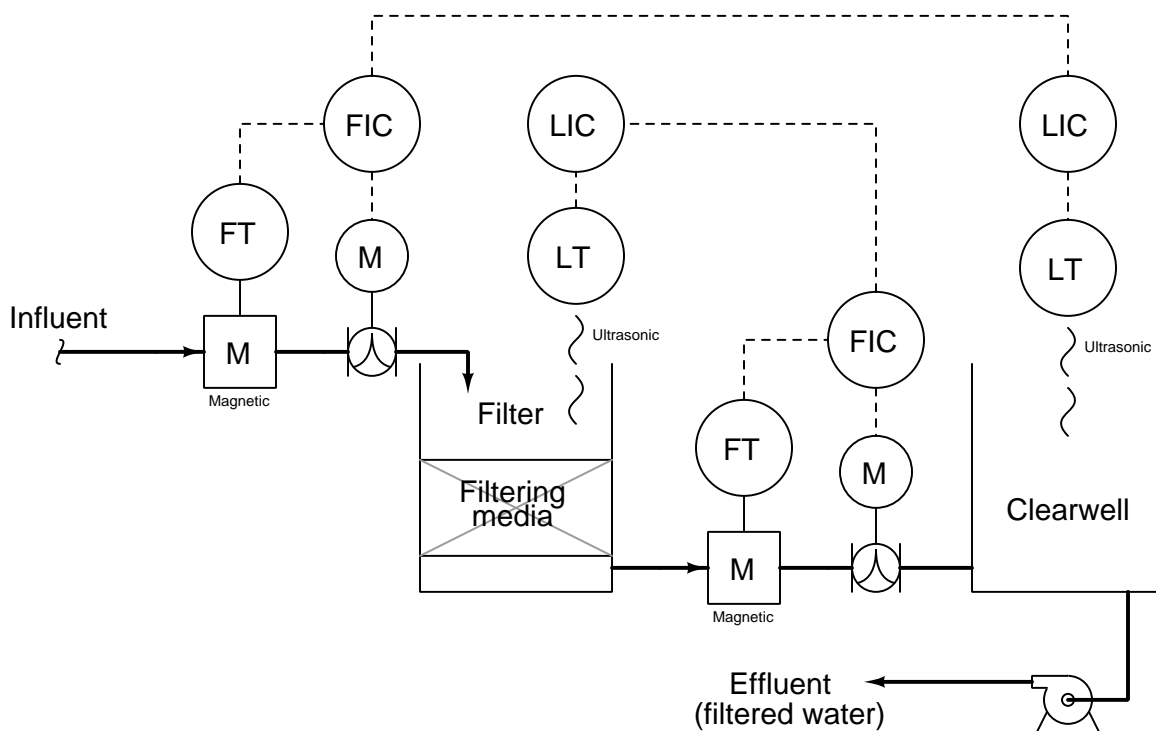 FIC
LIC
LIC
FT
M
LT
LT
Influent
Ultrasonic
FIC
Ultrasonic
M
Magnetic
Filter
FT
M
Filtering
media
Clearwell
M
Magnetic
Effluent
(filtered water)